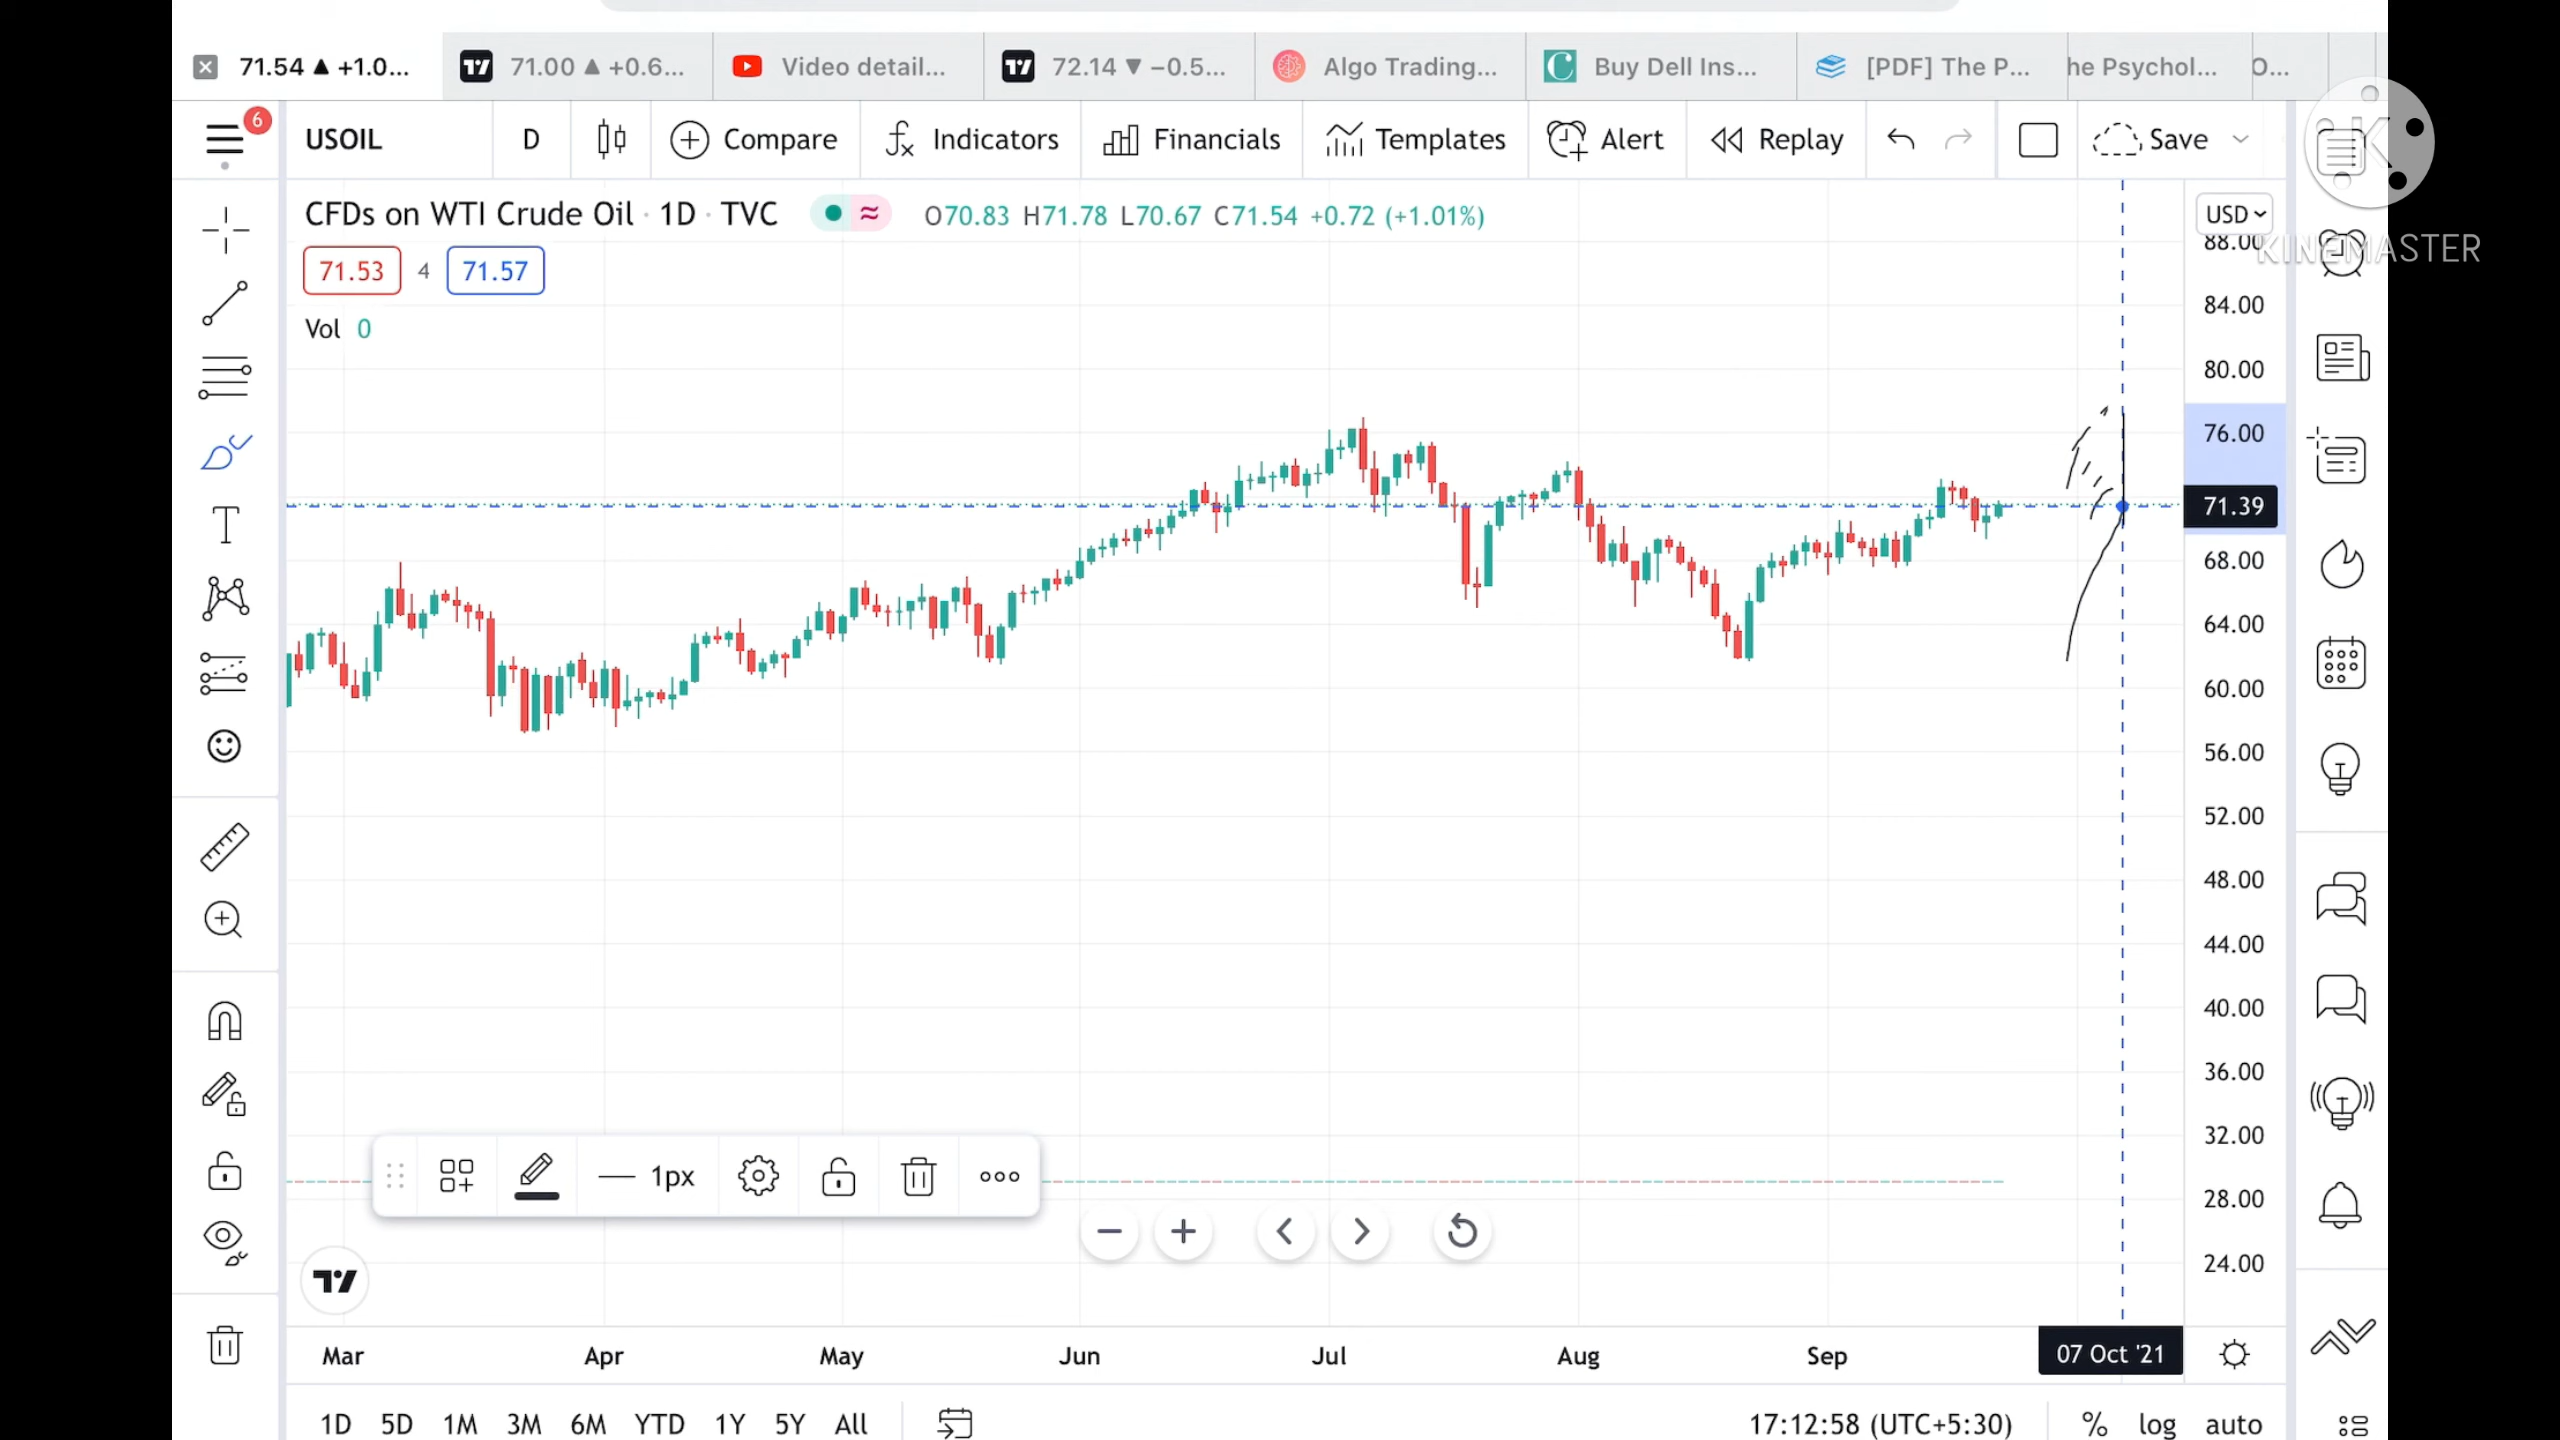 71.54 ▲ +1.0... 71.00 ▲ +0.6... Video detail... 72.14 ▼ −0.5... Algo Trading... Buy Dell Ins... [PDF] The P... he Psychol... O...
6
USOIL D Compare Indicators Financials Templates Alert Replay Save
CFDs on WTI Crude Oil · 1D · TVC O70.83 H71.78 L70.67 C71.54 +0.72 (+1.01%) USD
71.53 4 71.57
Vol 0
K
KINEMASTER
88.00
84.00
80.00
76.00
71.39
68.00
64.00
60.00
56.00
52.00
48.00
44.00
40.00
36.00
32.00
28.00
24.00
1px
Mar Apr May Jun Jul Aug Sep 07 Oct '21
1D 5D 1M 3M 6M YTD 1Y 5Y All 17:12:58 (UTC+5:30) % log auto